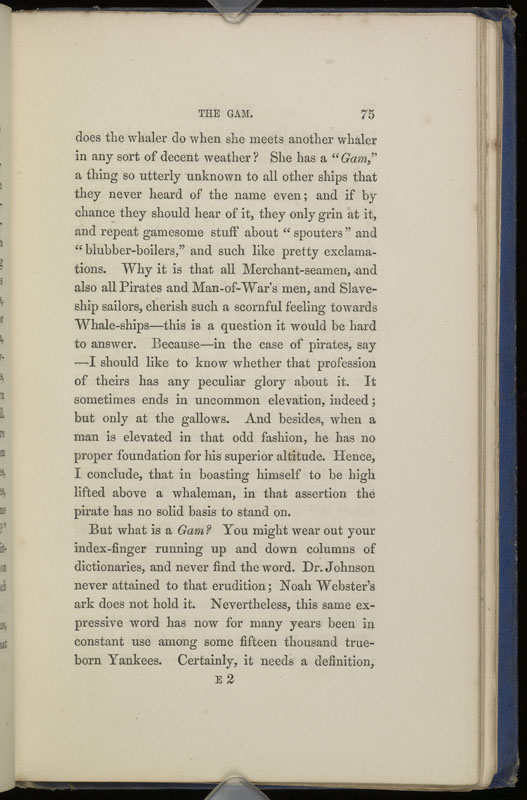 THE GAM. 75
does the whaler do when she meets another whaler
in any sort of decent weather? She has a "Gam,"
a thing so utterly unknown to all other ships that
they never heard of the name even; and if by
chance they should hear of it, they only grin at it,
and repeat gamesome stuff about "spouters" and
"blubber-boilers," and such like pretty exclama-
tions. Why it is that all Merchant-seamen, and
also all Pirates and Man-of-War's men, and Slave-
ship sailors, cherish such a scornful feeling towards
Whale-ships—this is a question it would be hard
to answer. Because—in the case of pirates, say
—I should like to know whether that profession
of theirs has any peculiar glory about it. It
sometimes ends in uncommon elevation, indeed;
but only at the gallows. And besides, when a
man is elevated in that odd fashion, he has no
proper foundation for his superior altitude. Hence,
I conclude, that in boasting himself to be high
lifted above a whaleman, in that assertion the
pirate has no solid basis to stand on.
But what is a Gam? You might wear out your
index-finger running up and down columns of
dictionaries, and never find the word. Dr. Johnson
never attained to that erudition; Noah Webster's
ark does not hold it. Nevertheless, this same ex-
pressive word has now for many years been in
constant use among some fifteen thousand true-
born Yankees. Certainly, it needs a definition,
E 2